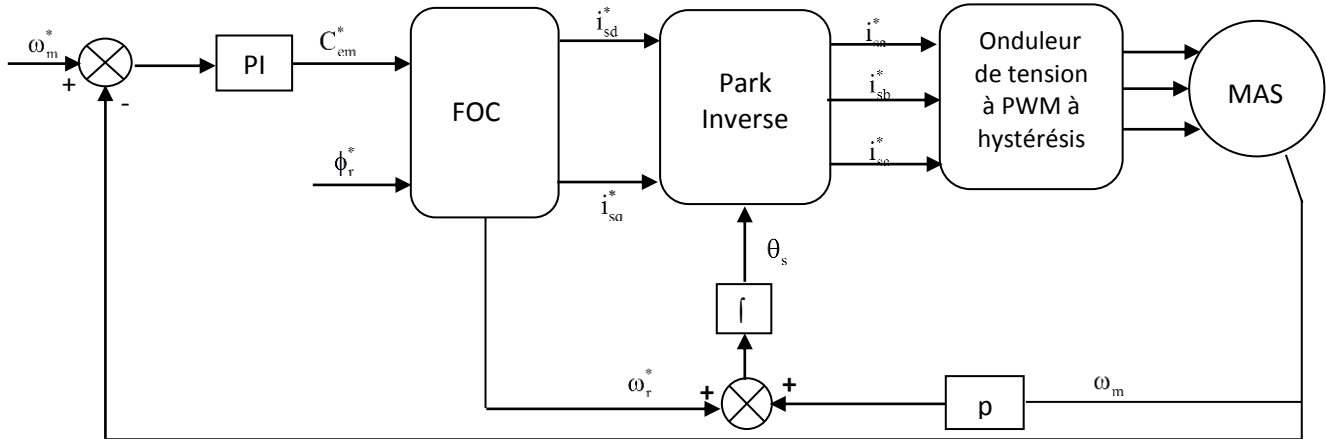 ω*m
+
-
PI
C*em
ϕ*r
FOC
i*sd
i*sq
Park
Inverse
i*sa
i*sb
i*sc
Onduleur
de tension
à PWM à
hystérésis
MAS
θs
∫
ω*r
+
+
p
ωm